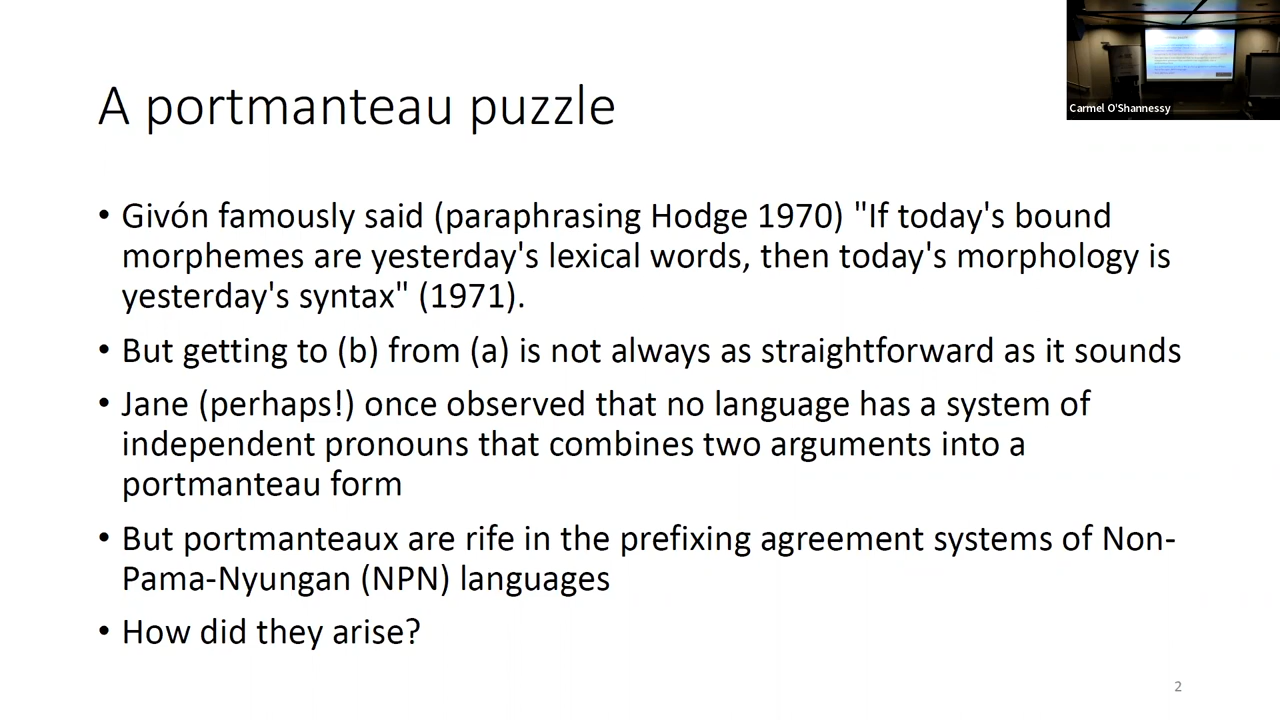 A portmanteau puzzle
Carmel O'Shannessy
• Givón famously said (paraphrasing Hodge 1970) "If today's bound
morphemes are yesterday's lexical words, then today's morphology is
yesterday's syntax" (1971).
• But getting to (b) from (a) is not always as straightforward as it sounds
• Jane (perhaps!) once observed that no language has a system of
independent pronouns that combines two arguments into a
portmanteau form
• But portmanteaux are rife in the prefixing agreement systems of Non-
Pama-Nyungan (NPN) languages
• How did they arise?
2